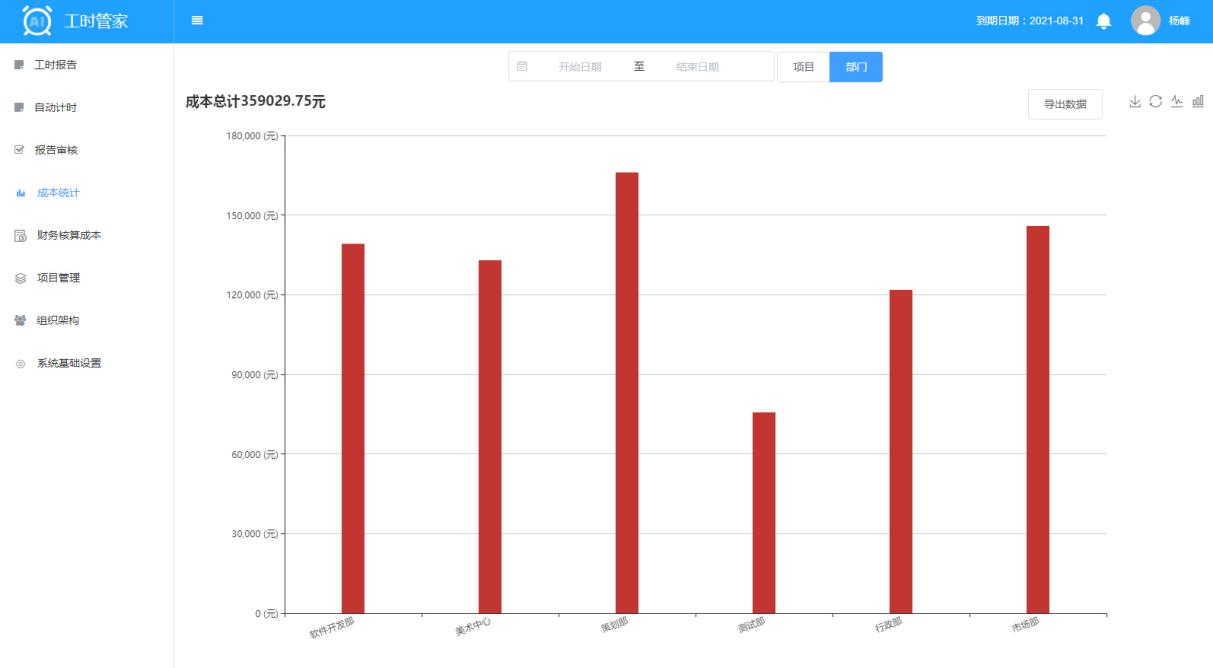 AI 工时管家
到期日期：2021-08-31
杨峰
工时报告
自动计时
报告审核
成本统计
财务核算成本
项目管理
组织架构
系统基础设置
开始日期 至 结束日期 项目 部门
成本总计359029.75元
导出数据
180,000 (元)
150,000 (元)
120,000 (元)
90,000 (元)
60,000 (元)
30,000 (元)
0 (元)
软件开发部 美术中心 策划部 测试部 行政部 市场部